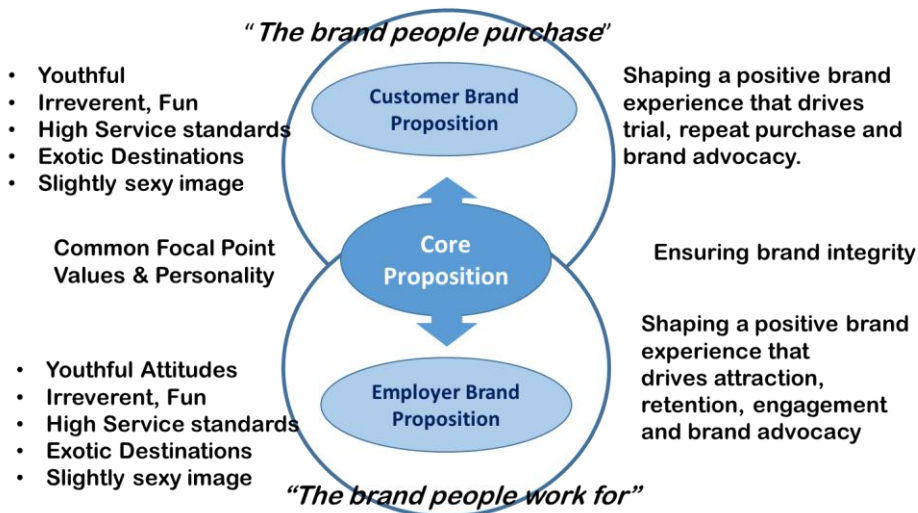 “ The brand people purchase”
• Youthful
• Irreverent, Fun
• High Service standards
• Exotic Destinations
• Slightly sexy image
Customer Brand
Proposition
Shaping a positive brand
experience that drives
trial, repeat purchase and
brand advocacy.
Common Focal Point
Values & Personality
Core
Proposition
Ensuring brand integrity
• Youthful Attitudes
• Irreverent, Fun
• High Service standards
• Exotic Destinations
• Slightly sexy image
Employer Brand
Proposition
Shaping a positive brand
experience that
drives attraction,
retention, engagement
and brand advocacy
“The brand people work for”